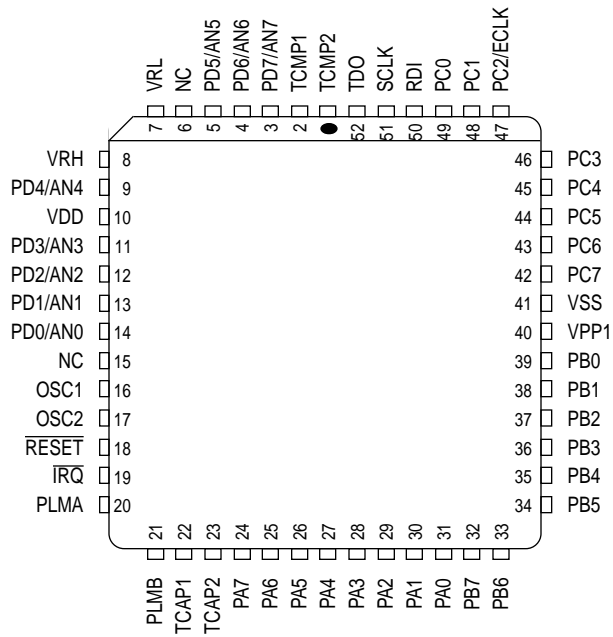 VRL
NC
PD5/AN5
PD6/AN6
PD7/AN7
TCMP1
TCMP2
TDO
SCLK
RDI
PC0
PC1
PC2/ECLK
7
6
5
4
3
2
52
51
50
49
48
47
VRH 8
PD4/AN4 9
VDD 10
PD3/AN3 11
PD2/AN2 12
PD1/AN1 13
PD0/AN0 14
NC 15
OSC1 16
OSC2 17
RESET 18
IRQ 19
PLMA 20
46 PC3
45 PC4
44 PC5
43 PC6
42 PC7
41 VSS
40 VPP1
39 PB0
38 PB1
37 PB2
36 PB3
35 PB4
34 PB5
21
22
23
24
25
26
27
28
29
30
31
32
33
PLMB
TCAP1
TCAP2
PA7
PA6
PA5
PA4
PA3
PA2
PA1
PA0
PB7
PB6